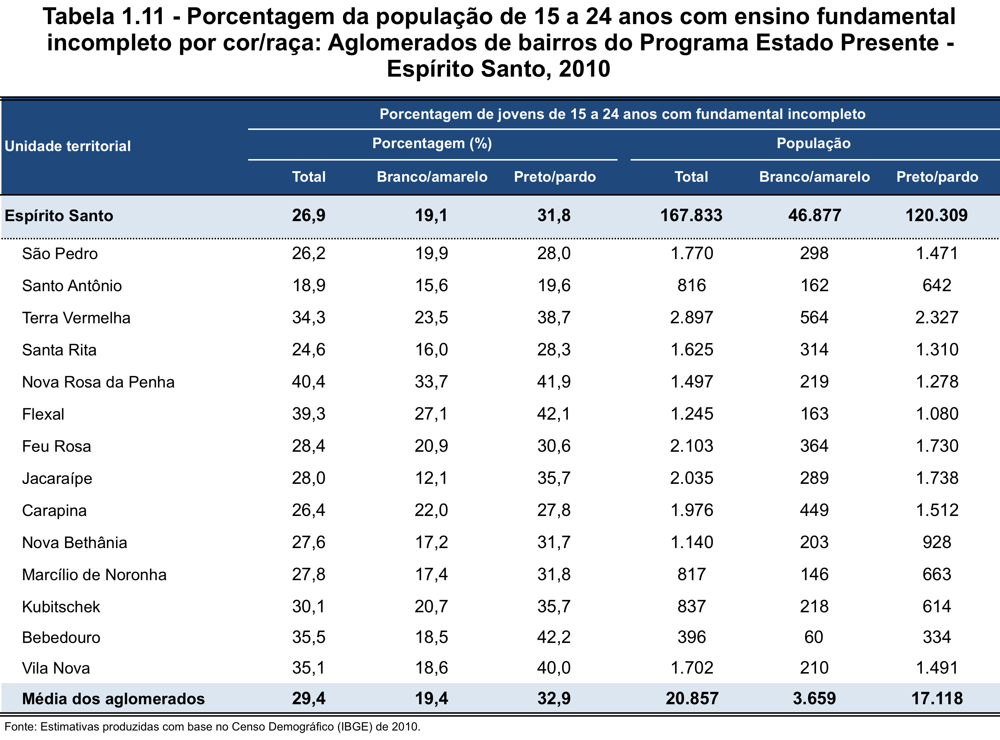 Tabela 1.11 - Porcentagem da população de 15 a 24 anos com ensino fundamental
incompleto por cor/raça: Aglomerados de bairros do Programa Estado Presente -
Espírito Santo, 2010
Porcentagem de jovens de 15 a 24 anos com fundamental incompleto
Unidade territorial Porcentagem (%) População
Total Branco/amarelo Preto/pardo Total Branco/amarelo Preto/pardo
Espírito Santo 26,9 19,1 31,8 167.833 46.877 120.309
São Pedro 26,2 19,9 28,0 1.770 298 1.471
Santo Antônio 18,9 15,6 19,6 816 162 642
Terra Vermelha 34,3 23,5 38,7 2.897 564 2.327
Santa Rita 24,6 16,0 28,3 1.625 314 1.310
Nova Rosa da Penha 40,4 33,7 41,9 1.497 219 1.278
Flexal 39,3 27,1 42,1 1.245 163 1.080
Feu Rosa 28,4 20,9 30,6 2.103 364 1.730
Jacaraípe 28,0 12,1 35,7 2.035 289 1.738
Carapina 26,4 22,0 27,8 1.976 449 1.512
Nova Bethânia 27,6 17,2 31,7 1.140 203 928
Marcílio de Noronha 27,8 17,4 31,8 817 146 663
Kubitschek 30,1 20,7 35,7 837 218 614
Bebedouro 35,5 18,5 42,2 396 60 334
Vila Nova 35,1 18,6 40,0 1.702 210 1.491
Média dos aglomerados 29,4 19,4 32,9 20.857 3.659 17.118
Fonte: Estimativas produzidas com base no Censo Demográfico (IBGE) de 2010.